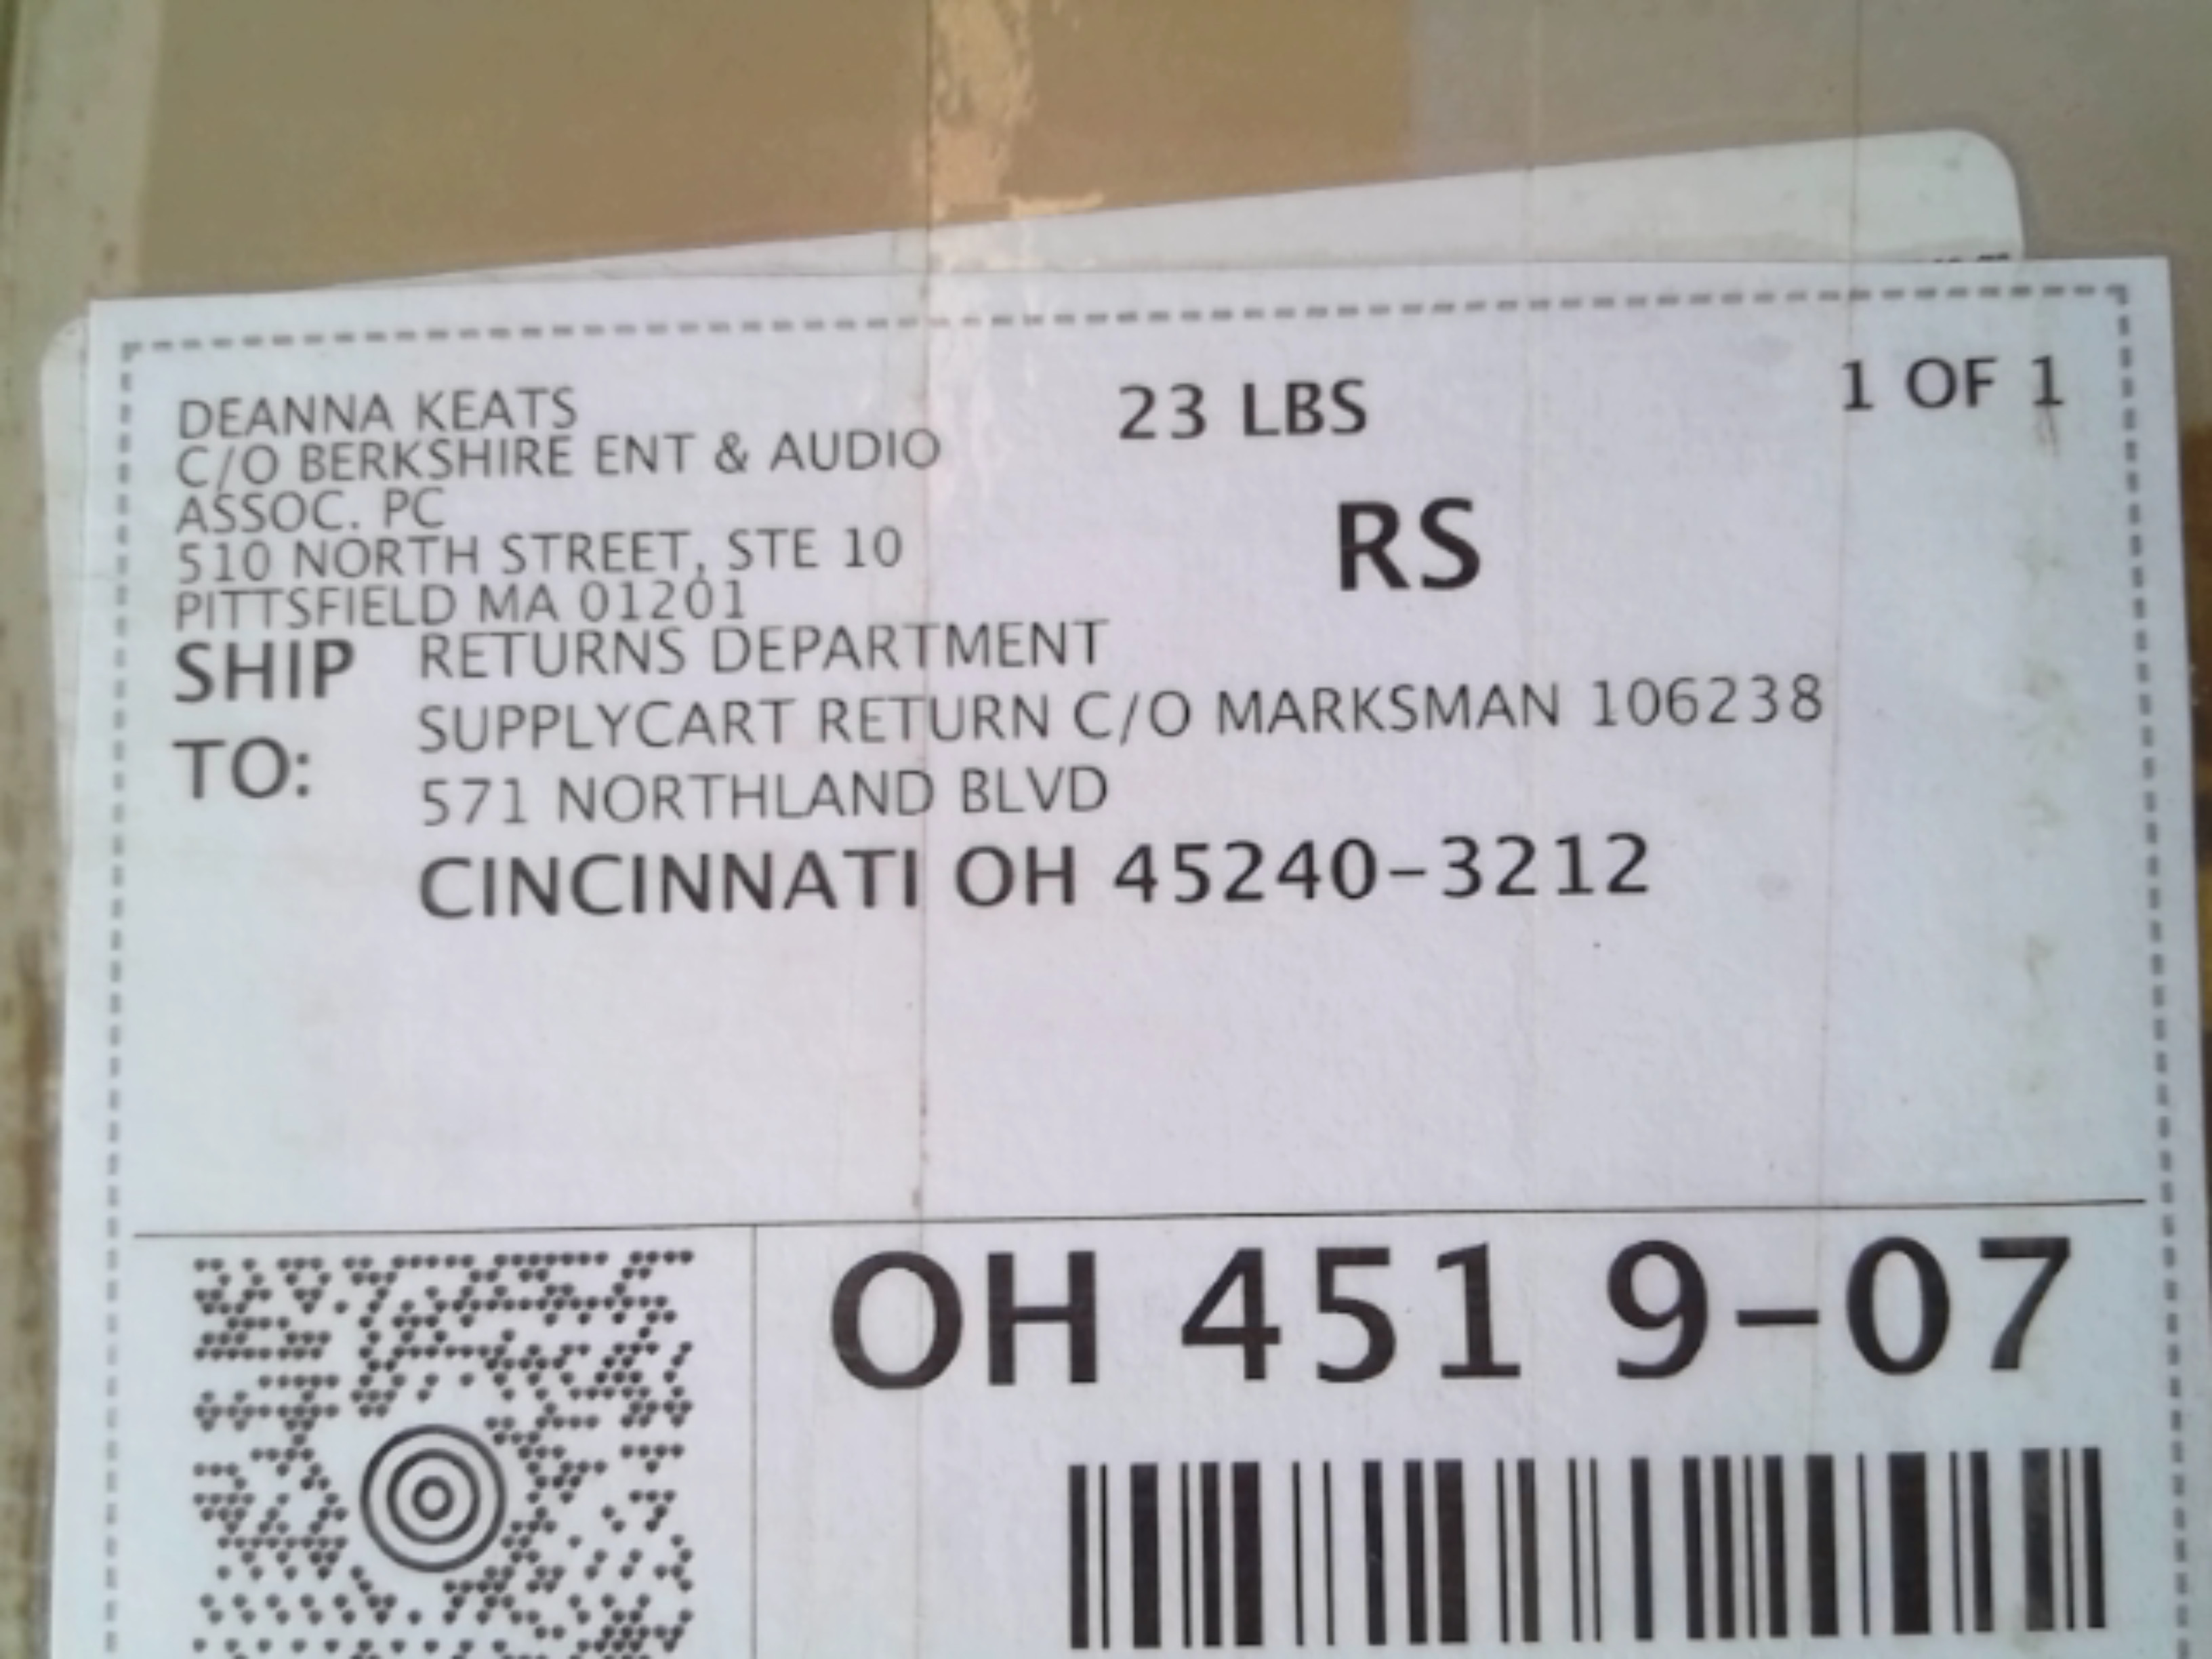 DEANNA KEATS
C/O BERKSHIRE ENT & AUDIO
ASSOC. PC
510 NORTH STREET, STE 10
PITTSFIELD MA 01201
23 LBS
1 OF 1
RS
SHIP TO:
RETURNS DEPARTMENT
SUPPLYCART RETURN C/O MARKSMAN 106238
571 NORTHLAND BLVD
CINCINNATI OH 45240-3212
OH 451 9-07